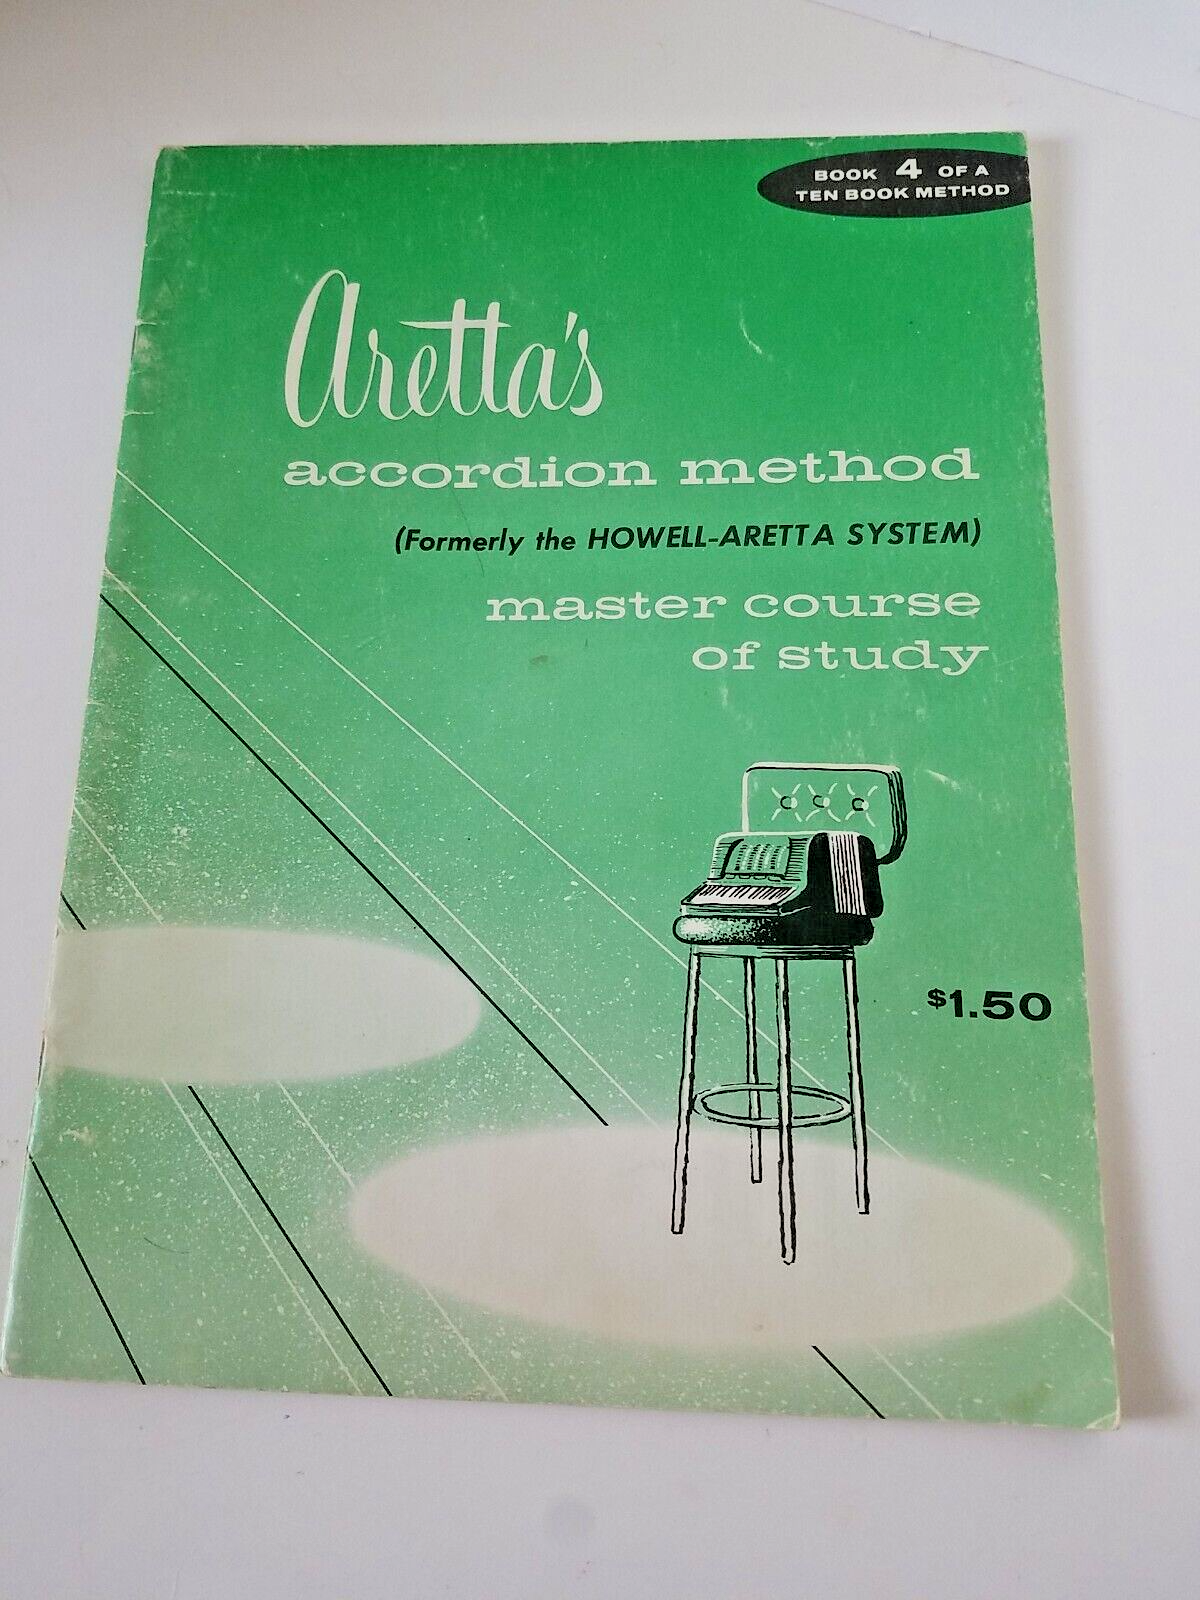 BOOK 4 OF A
TEN BOOK METHOD
Aretta's
accordion method
(Formerly the HOWELL-ARETTA SYSTEM)
master course
of study
$1.50